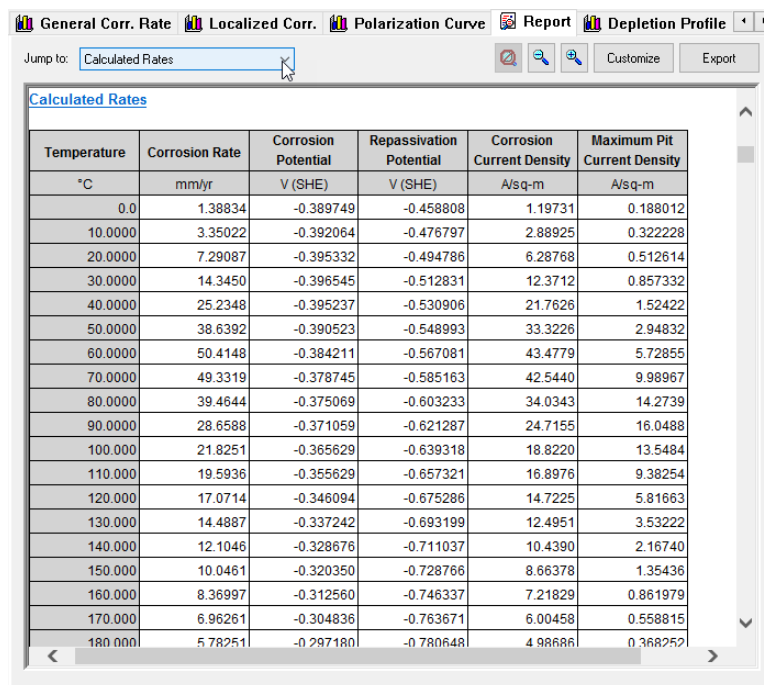 General Corr. Rate Localized Corr. Polarization Curve Report Depletion Profile
Jump to: Calculated Rates Customize Export
Calculated Rates
Temperature Corrosion Rate Corrosion Potential Repassivation Potential Corrosion Current Density Maximum Pit Current Density
°C mm/yr V (SHE) V (SHE) A/sq-m A/sq-m
0.0 1.38834 -0.389749 -0.458808 1.19731 0.188012
10.0000 3.35022 -0.392064 -0.476797 2.88925 0.322228
20.0000 7.29087 -0.395332 -0.494786 6.28768 0.512614
30.0000 14.3450 -0.396545 -0.512831 12.3712 0.857332
40.0000 25.2348 -0.395237 -0.530906 21.7626 1.52422
50.0000 38.6392 -0.390523 -0.548993 33.3226 2.94832
60.0000 50.4148 -0.384211 -0.567081 43.4779 5.72855
70.0000 49.3319 -0.378745 -0.585163 42.5440 9.98967
80.0000 39.4644 -0.375069 -0.603233 34.0343 14.2739
90.0000 28.6588 -0.371059 -0.621287 24.7155 16.0488
100.000 21.8251 -0.365629 -0.639318 18.8220 13.5484
110.000 19.5936 -0.355629 -0.657321 16.8976 9.38254
120.000 17.0714 -0.346094 -0.675286 14.7225 5.81663
130.000 14.4887 -0.337242 -0.693199 12.4951 3.53222
140.000 12.1046 -0.328676 -0.711037 10.4390 2.16740
150.000 10.0461 -0.320350 -0.728766 8.66378 1.35436
160.000 8.36997 -0.312560 -0.746337 7.21829 0.861979
170.000 6.96261 -0.304836 -0.763671 6.00458 0.558815
180.000 5.78251 -0.297180 -0.780648 4.98686 0.368252